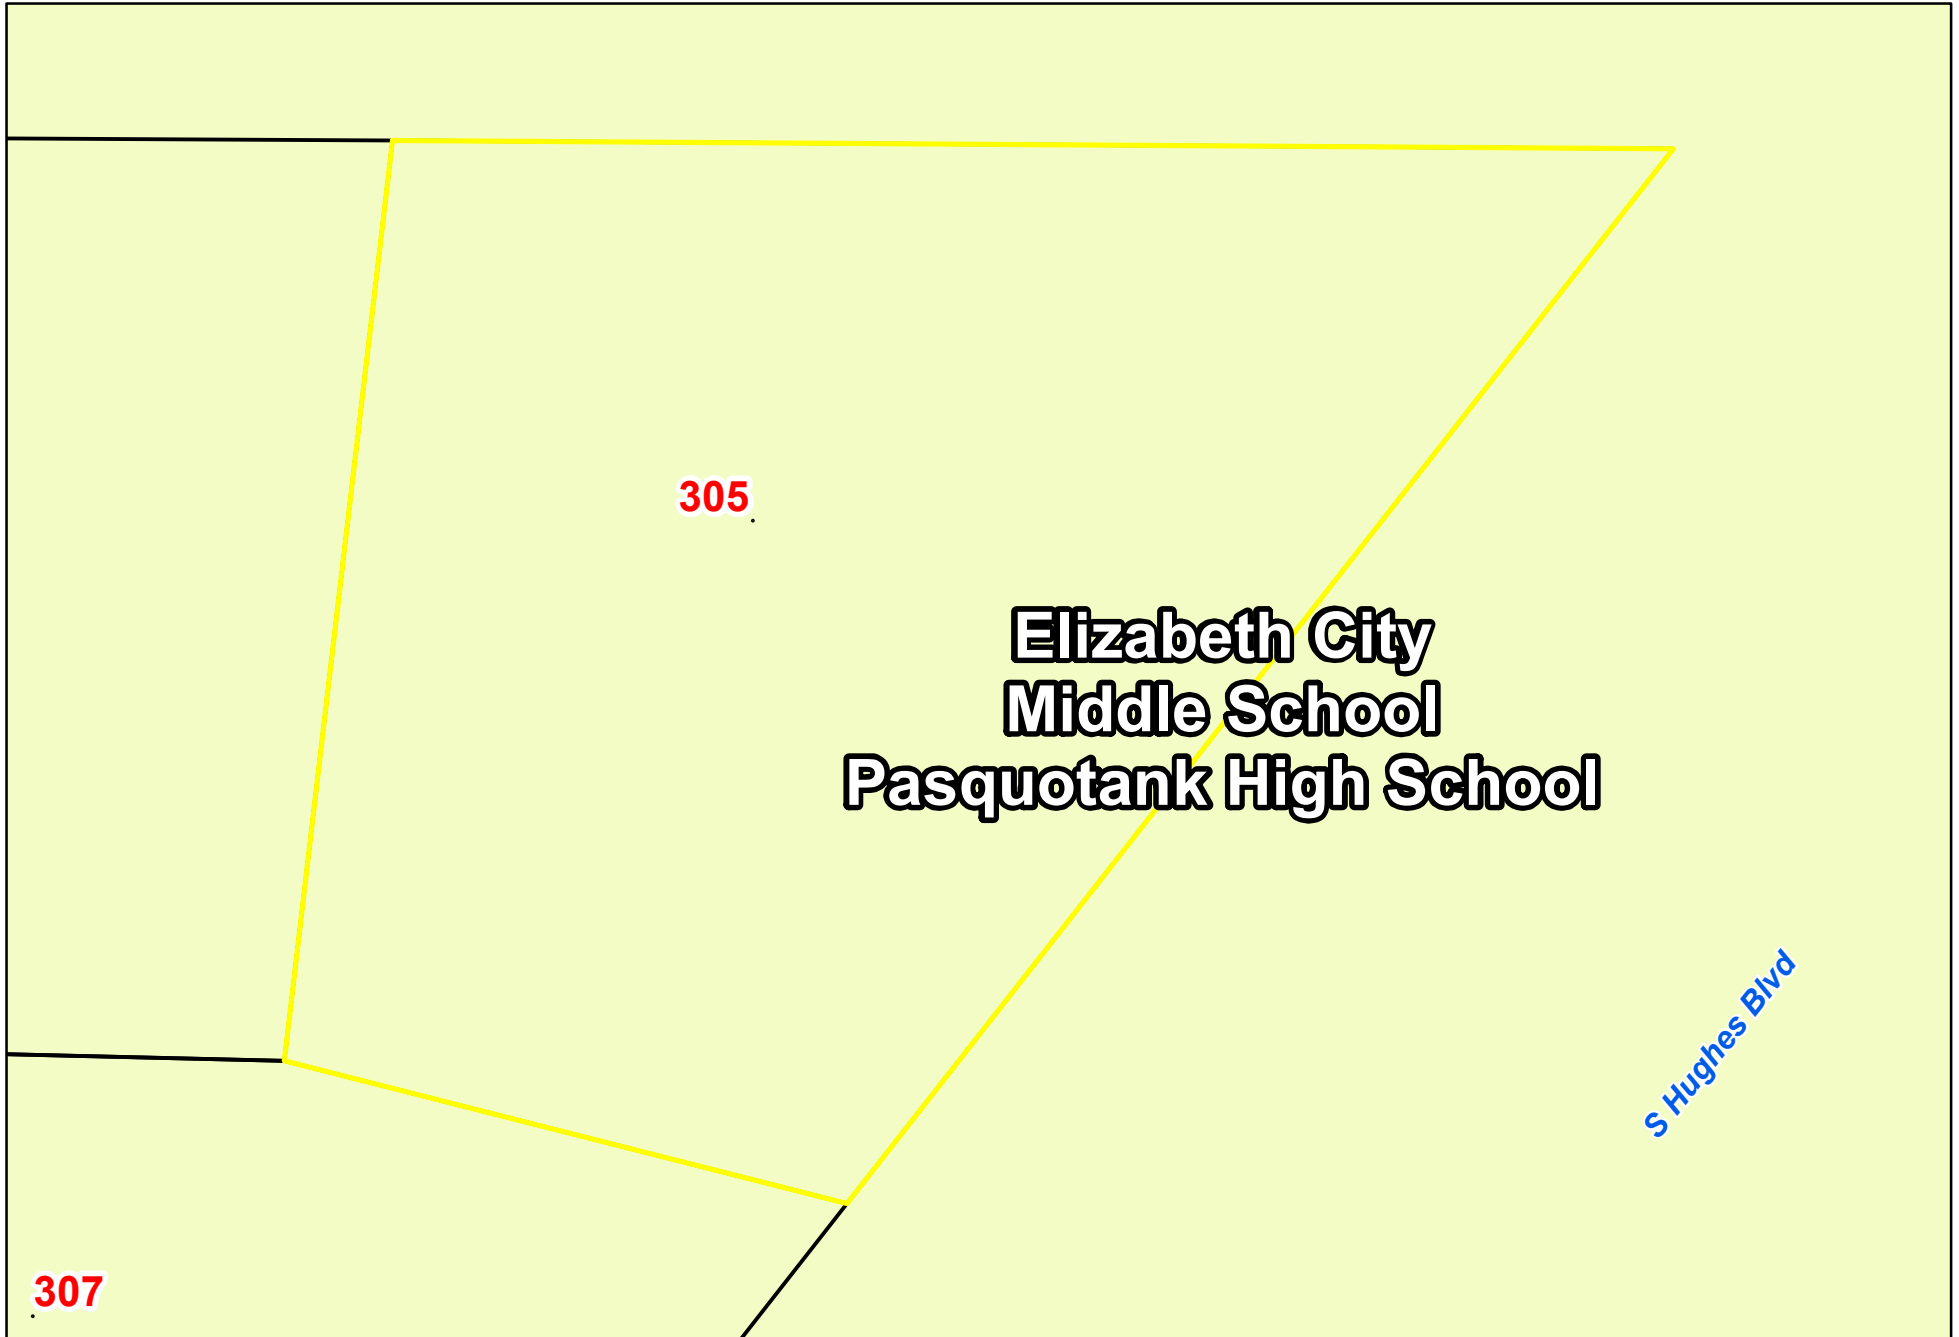 305
Elizabeth City
Middle School
Pasquotank High School
S Hughes Blvd
307